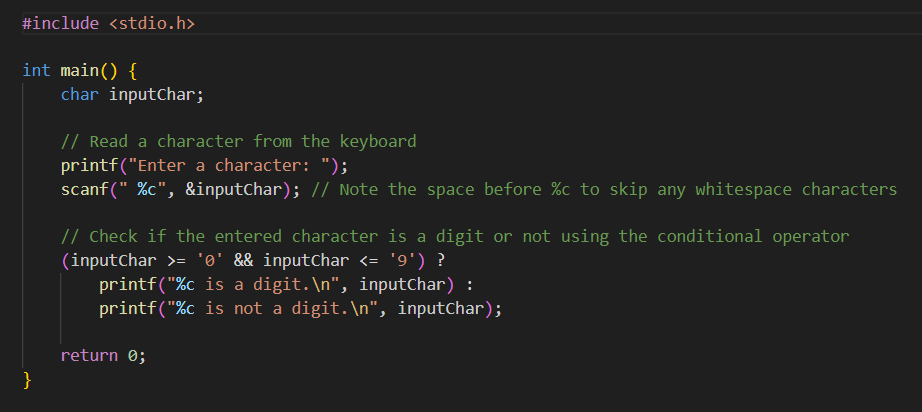 #include <stdio.h>
int main() {
char inputChar;
// Read a character from the keyboard
printf("Enter a character: ");
scanf(" %c", &inputChar); // Note the space before %c to skip any whitespace characters
// Check if the entered character is a digit or not using the conditional operator
(inputChar >= '0' && inputChar <= '9') ?
printf("%c is a digit.\n", inputChar) :
printf("%c is not a digit.\n", inputChar);
return 0;
}